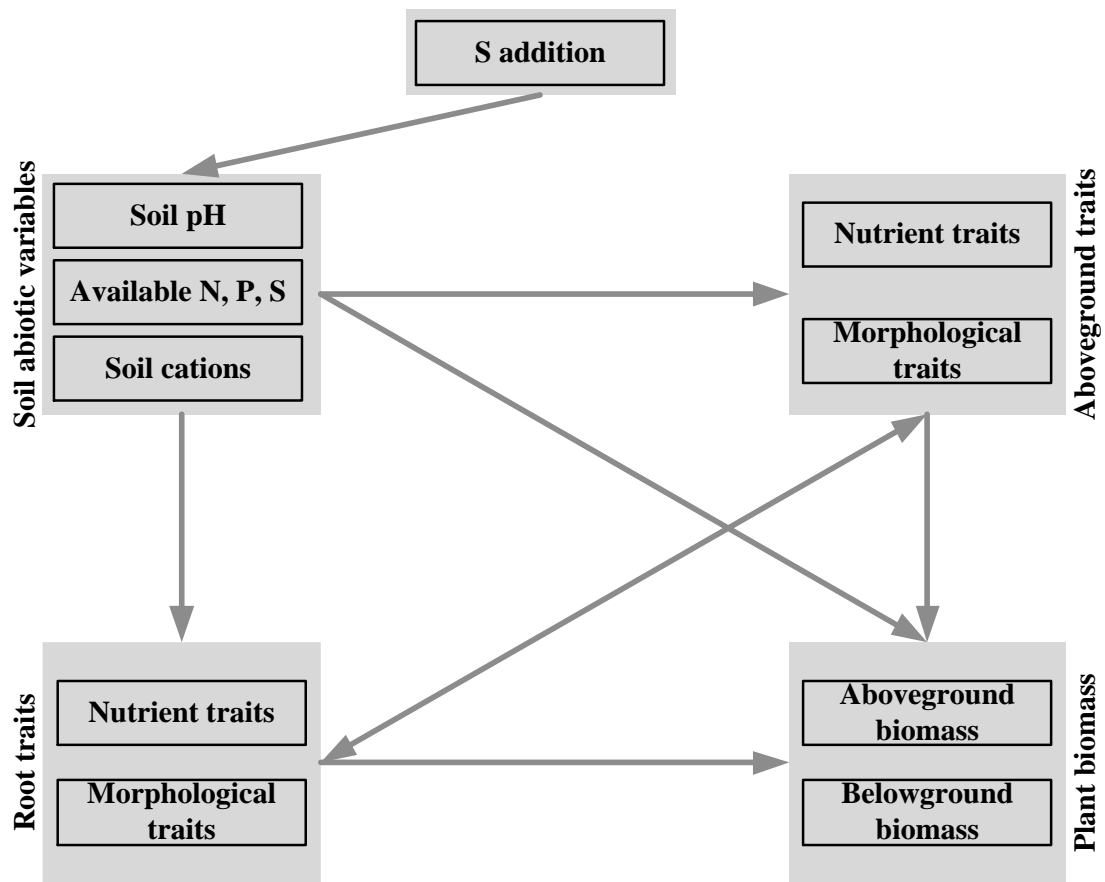 S addition
Soil abiotic variables
Soil pH
Available N, P, S
Soil cations
Nutrient traits
Morphological
traits
Aboveground traits
Root traits
Nutrient traits
Morphological
traits
Aboveground
biomass
Belowground
biomass
Plant biomass